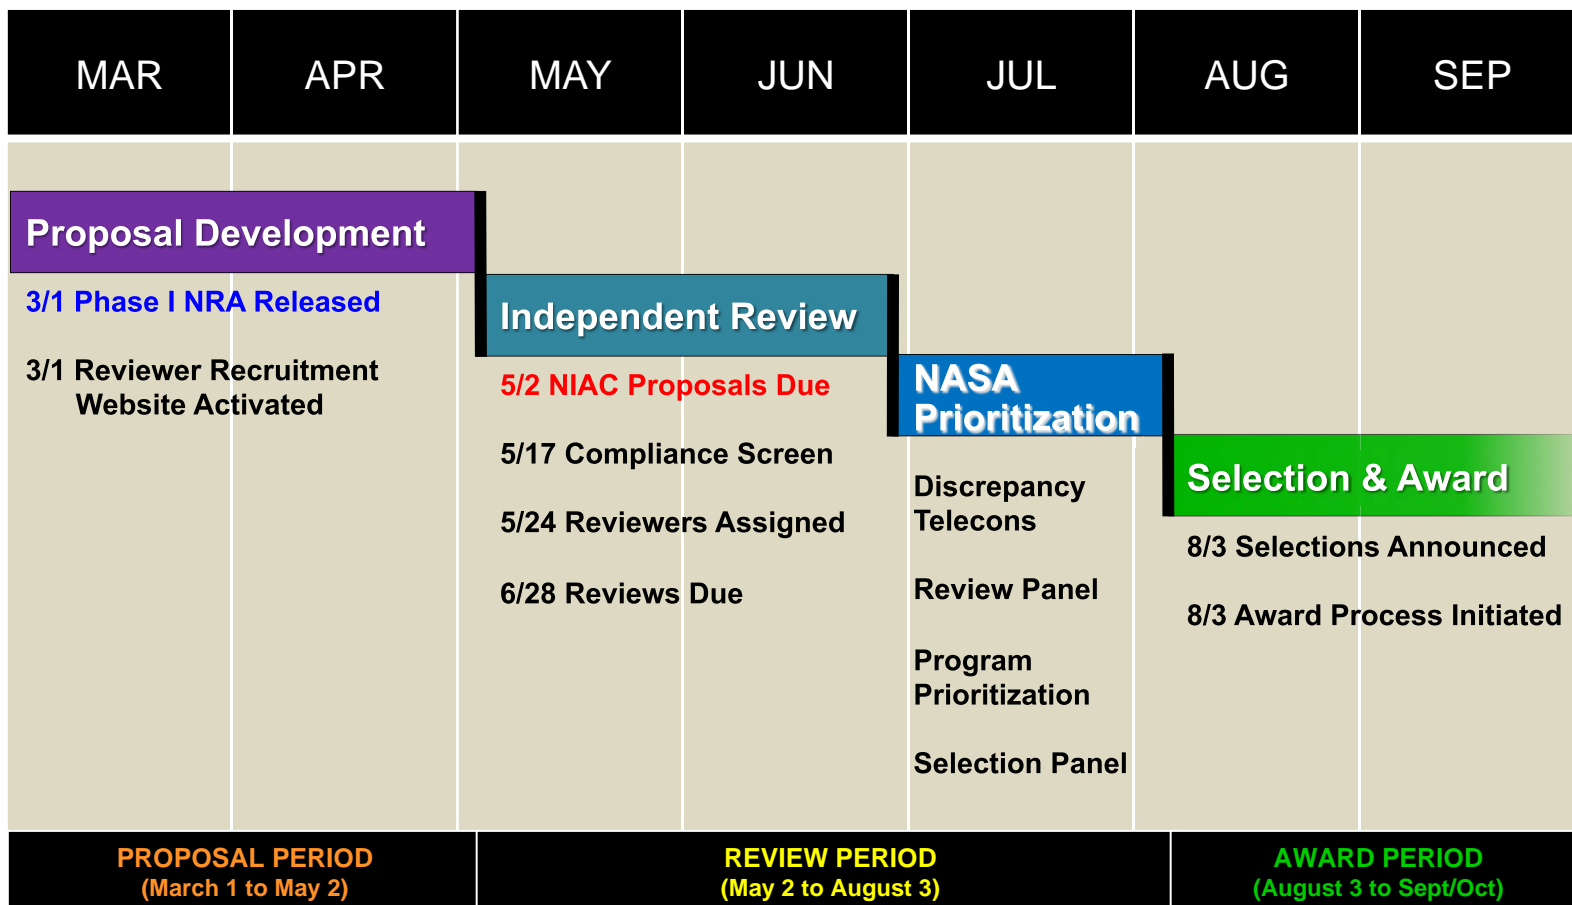 MAR APR MAY JUN JUL AUG SEP
Proposal Development
3/1 Phase I NRA Released
3/1 Reviewer Recruitment
Website Activated
Independent Review
5/2 NIAC Proposals Due
5/17 Compliance Screen
5/24 Reviewers Assigned
6/28 Reviews Due
NASA
Prioritization
Discrepancy
Telecons
Review Panel
Program
Prioritization
Selection Panel
Selection & Award
8/3 Selections Announced
8/3 Award Process Initiated
PROPOSAL PERIOD
(March 1 to May 2)
REVIEW PERIOD
(May 2 to August 3)
AWARD PERIOD
(August 3 to Sept/Oct)